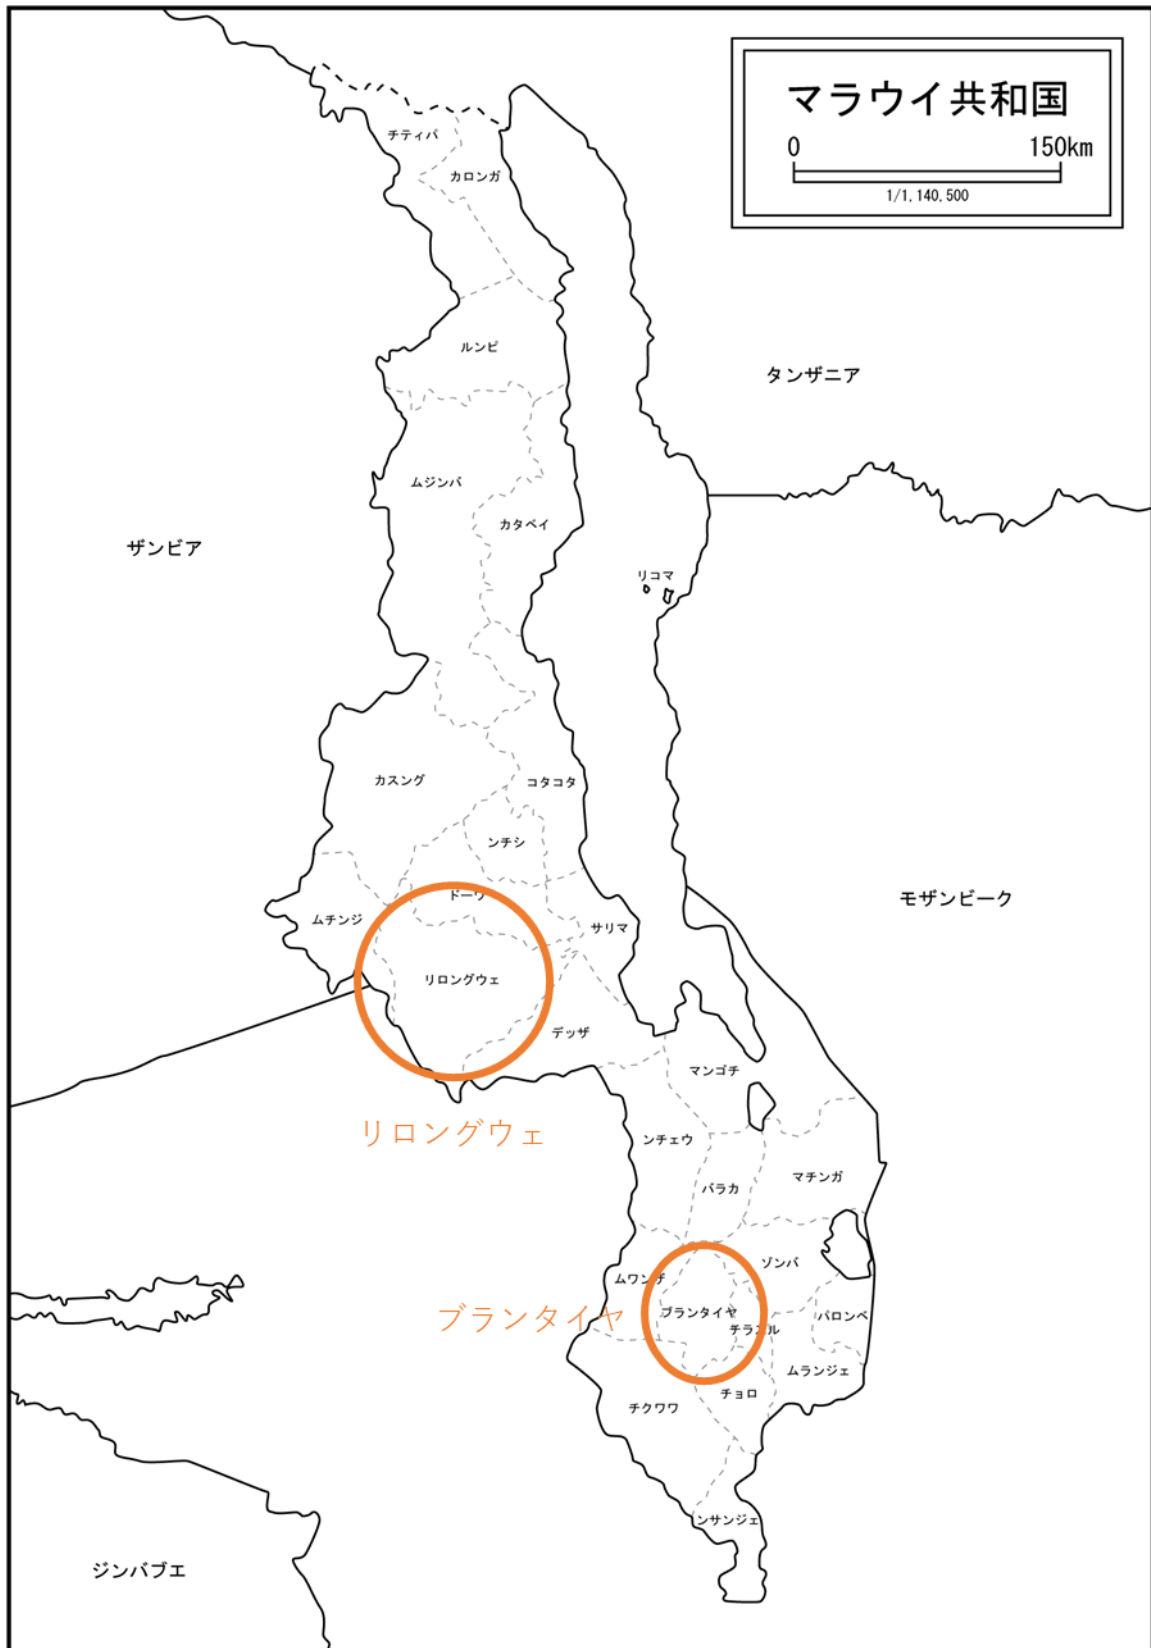 マラウイ共和国
0 150km
1/1,140,500
チティパ
カロンガ
ルンピ
タンザニア
ムジンバ
カタベイ
ザンビア
リコマ
カスング
コタコタ
ンチシ
ドーワ
モザンビーク
ムチンジ
サリマ
リロングウェ
デッザ
マンゴチ
リロングウェ
ンチェウ
マチンガ
バラカ
ゾンバ
ムワンザ
ブランタイヤ
ブランタイヤ
チラズル
パロンベ
ムランジェ
チョロ
チクワワ
ンサンジェ
ジンバブエ